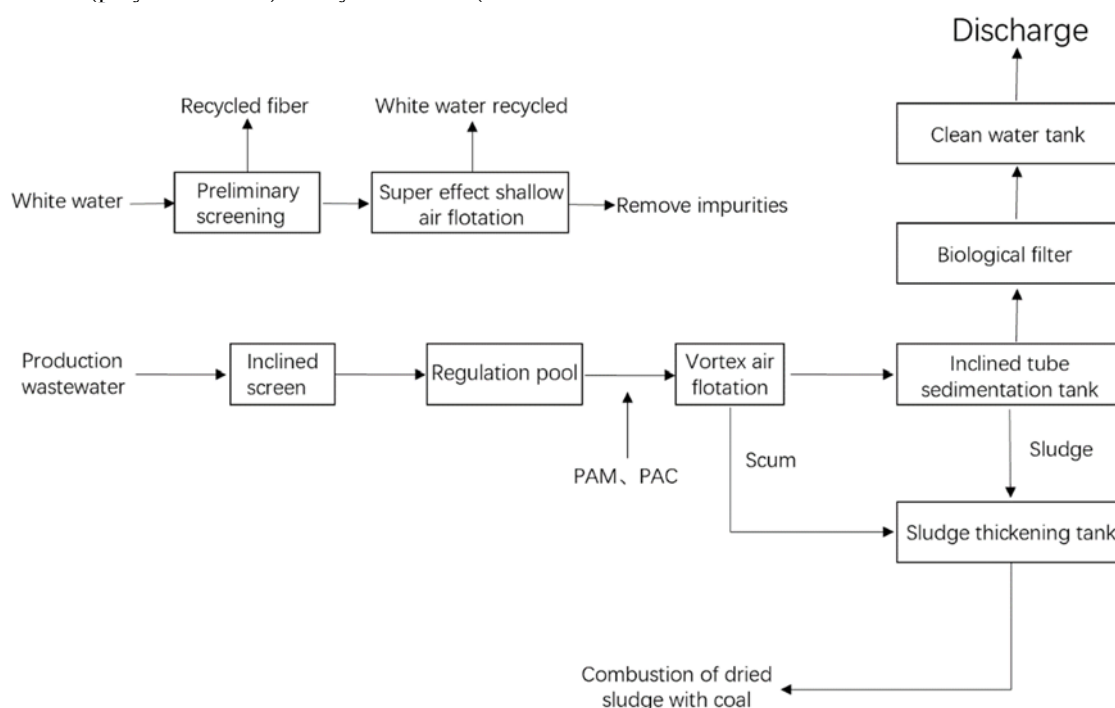 Discharge
Recycled fiber
White water recycled
Clean water tank
White water
Preliminary
screening
Super effect shallow
air flotation
Remove impurities
Biological filter
Production
wastewater
Inclined
screen
Regulation pool
Vortex air
flotation
Inclined tube
sedimentation tank
PAM、PAC
Scum
Sludge
Sludge thickening tank
Combustion of dried
sludge with coal